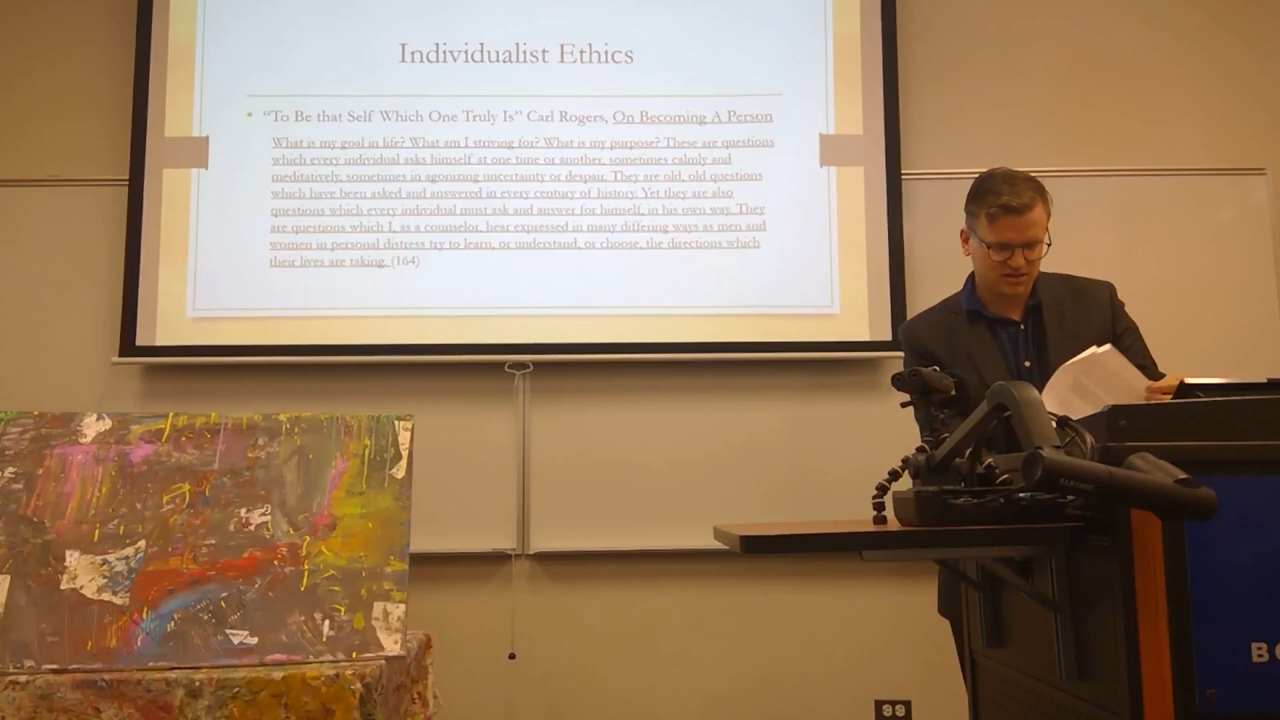 Individualist Ethics
• “To Be that Self Which One Truly Is” Carl Rogers, On Becoming A Person
What is my goal in life? What am I striving for? What is my purpose? These are questions
which every individual asks himself at one time or another, sometimes calmly and
meditatively, sometimes in agonizing uncertainty or despair. They are old, old questions
which have been asked and answered in every century of history. Yet they are also
questions which every individual must ask and answer for himself, in his own way. They
are questions which I, as a counselor, hear expressed in many differing ways as men and
women in personal distress try to learn, or understand, or choose, the directions which
their lives are taking. (164)
SAMSUNG